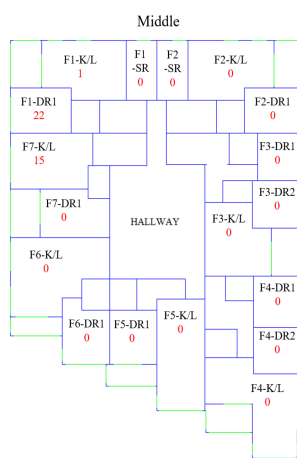 Middle
F1-K/L
1
F1
-SR
0
F2
-SR
0
F2-K/L
0
F1-DR1
22
F2-DR1
0
F7-K/L
15
F3-DR1
0
F7-DR1
0
HALLWAY
F3-DR2
0
F3-K/L
0
F6-K/L
0
F4-DR1
0
F6-DR1
0
F5-DR1
0
F5-K/L
0
F4-DR2
0
F4-K/L
0